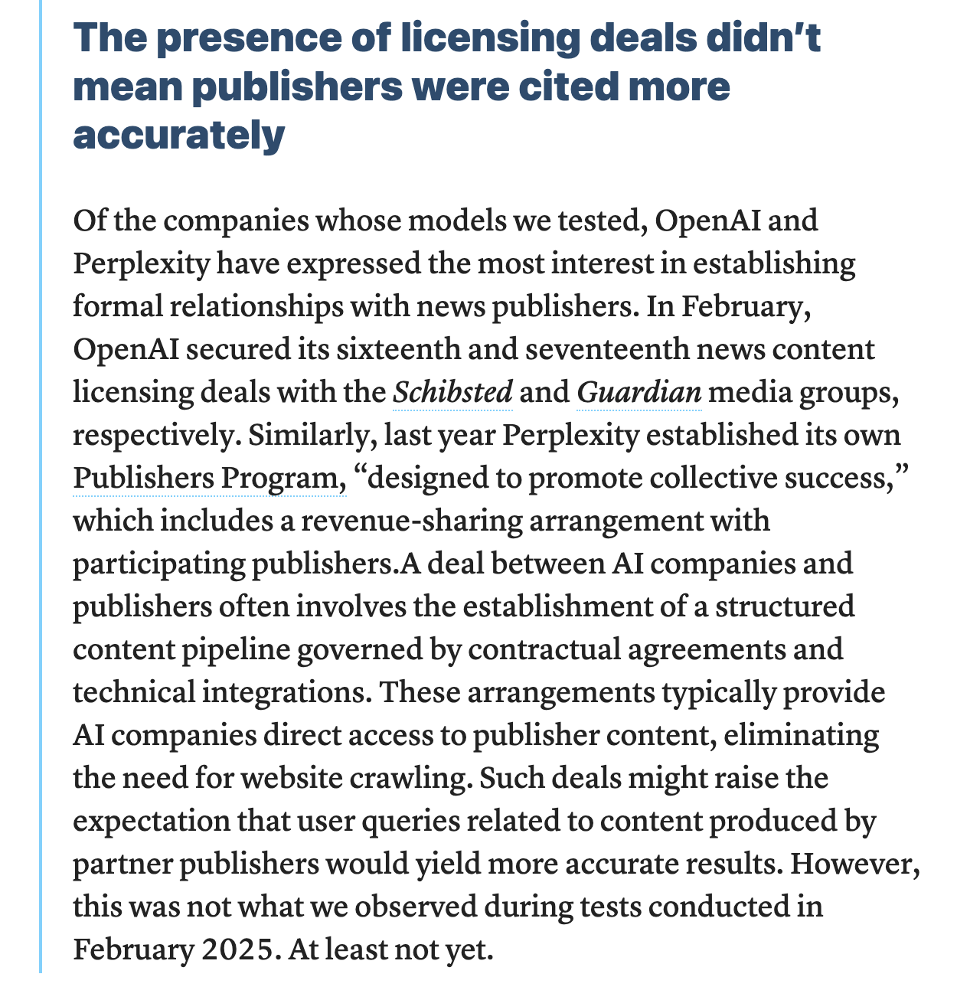 The presence of licensing deals didn’t
mean publishers were cited more
accurately
Of the companies whose models we tested, OpenAI and
Perplexity have expressed the most interest in establishing
formal relationships with news publishers. In February,
OpenAI secured its sixteenth and seventeenth news content
licensing deals with the Schibsted and Guardian media groups,
respectively. Similarly, last year Perplexity established its own
Publishers Program, “designed to promote collective success,”
which includes a revenue-sharing arrangement with
participating publishers.A deal between AI companies and
publishers often involves the establishment of a structured
content pipeline governed by contractual agreements and
technical integrations. These arrangements typically provide
AI companies direct access to publisher content, eliminating
the need for website crawling. Such deals might raise the
expectation that user queries related to content produced by
partner publishers would yield more accurate results. However,
this was not what we observed during tests conducted in
February 2025. At least not yet.